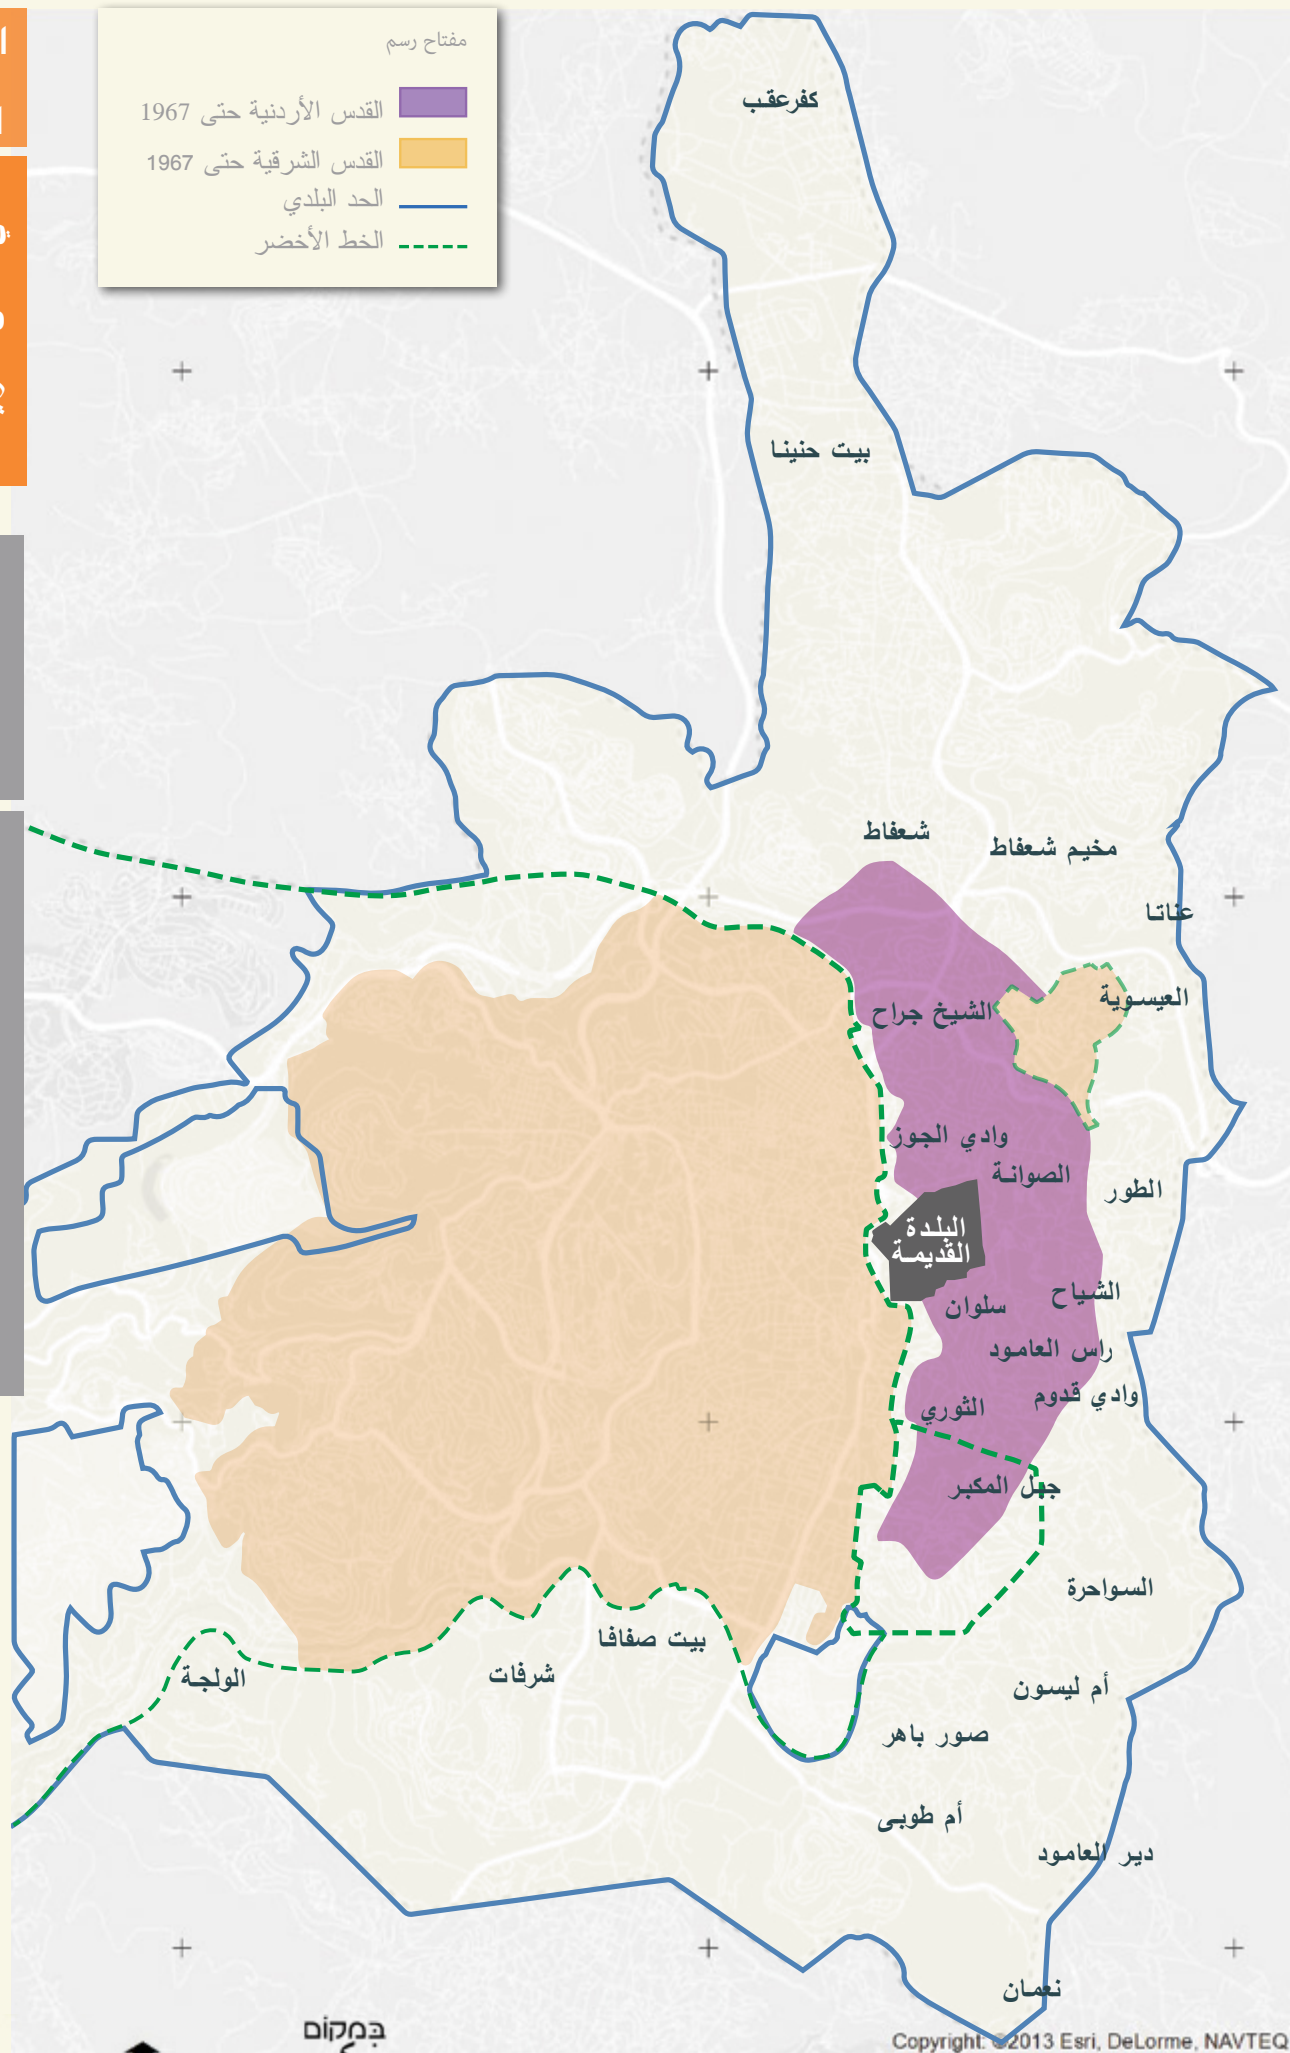 مفتاح رسم
القدس الأردنية حتى 1967
القدس الشرقية حتى 1967
الحد البلدي
الخط الأخضر
كفرعقب
بيت حنينا
شعفاط
مخيم شعفاط
عناتا
العيسوية
الشيخ جراح
وادي الجوز
الصوانة
الطور
البلدة
القديمة
الشياح
سلوان
راس العامود
وادي قدوم
الثوري
جبل المكبر
السواحرة
بيت صفافا
شرفات
الولجة
أم ليسون
صور باهر
أم طوبى
دير العامود
نعمان
במקום
Copyright: ©2013 Esri, DeLorme, NAVTEQ